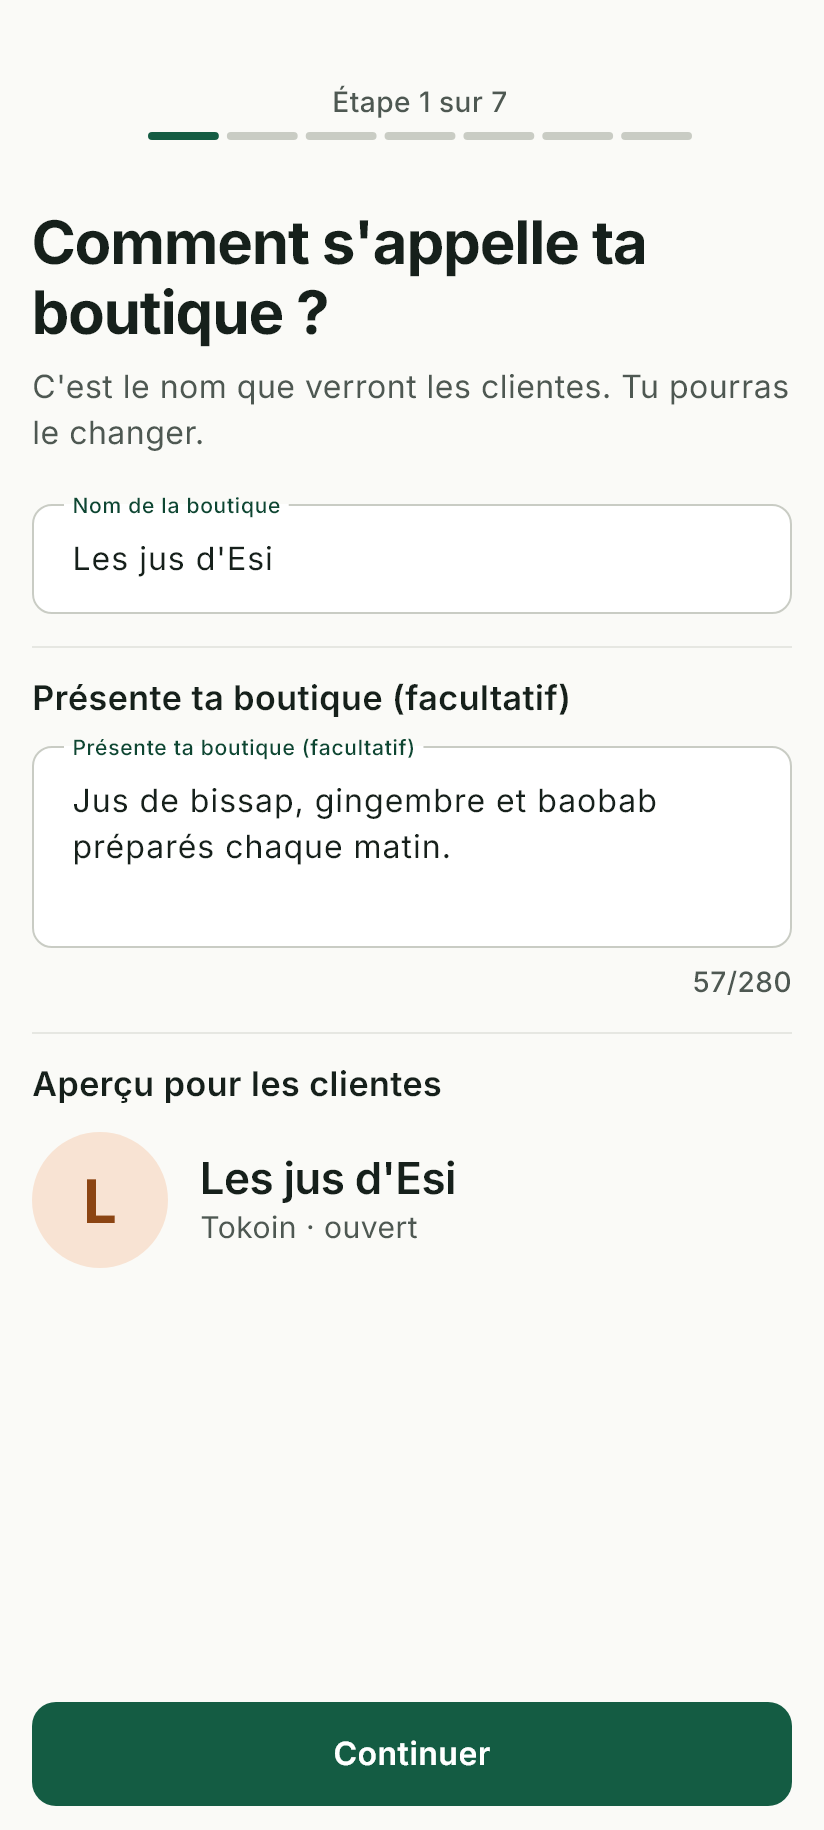 Étape 1 sur 7
Comment s'appelle ta
boutique ?
C'est le nom que verront les clientes. Tu pourras
le changer.
Nom de la boutique
Les jus d'Esi
Présente ta boutique (facultatif)
Présente ta boutique (facultatif)
Jus de bissap, gingembre et baobab
préparés chaque matin.
57/280
Aperçu pour les clientes
L
Les jus d'Esi
Tokoin · ouvert
Continuer